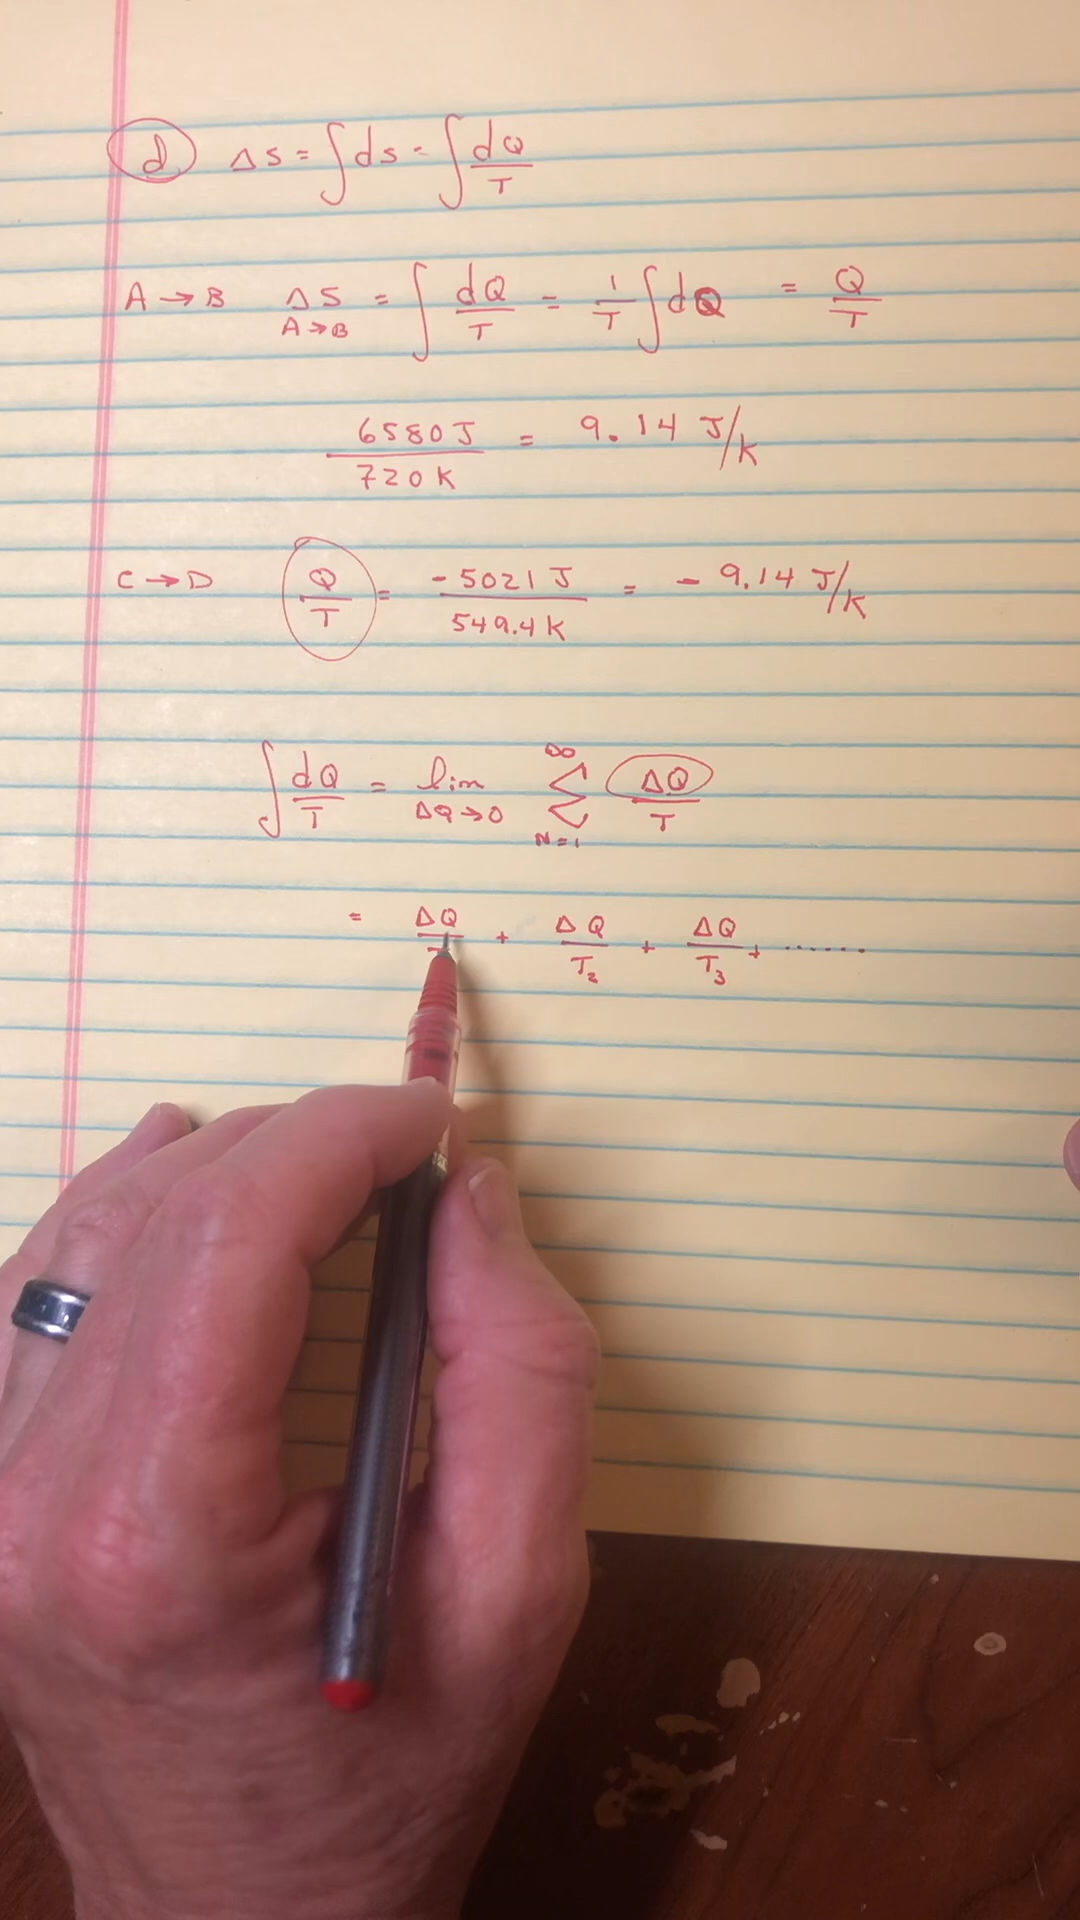 d ΔS = ∫ds = ∫ dQ/T
A → B ΔS A→B = ∫ dQ/T = 1/T ∫dQ = Q/T
6580 J / 720 K = 9.14 J/K
C → D Q/T = -5021 J / 549.4 K = - 9.14 J/K
∫ dQ/T = lim ΔQ→0 ∞ Σ N=1 ΔQ/T
= ΔQ/T + ΔQ/T₂ + ΔQ/T₃ + .......